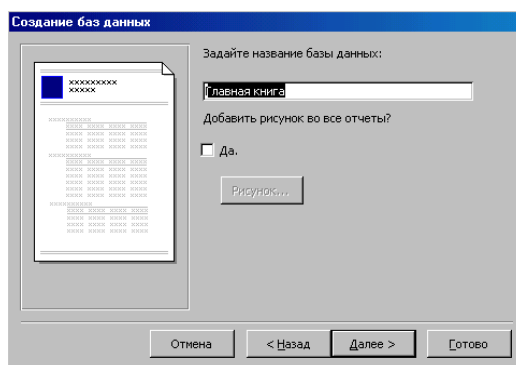 Создание баз данных
Задайте название базы данных:
Главная книга
Добавить рисунок во все отчеты?
Да.
Рисунок...
Отмена
< Назад
Далее >
Готово